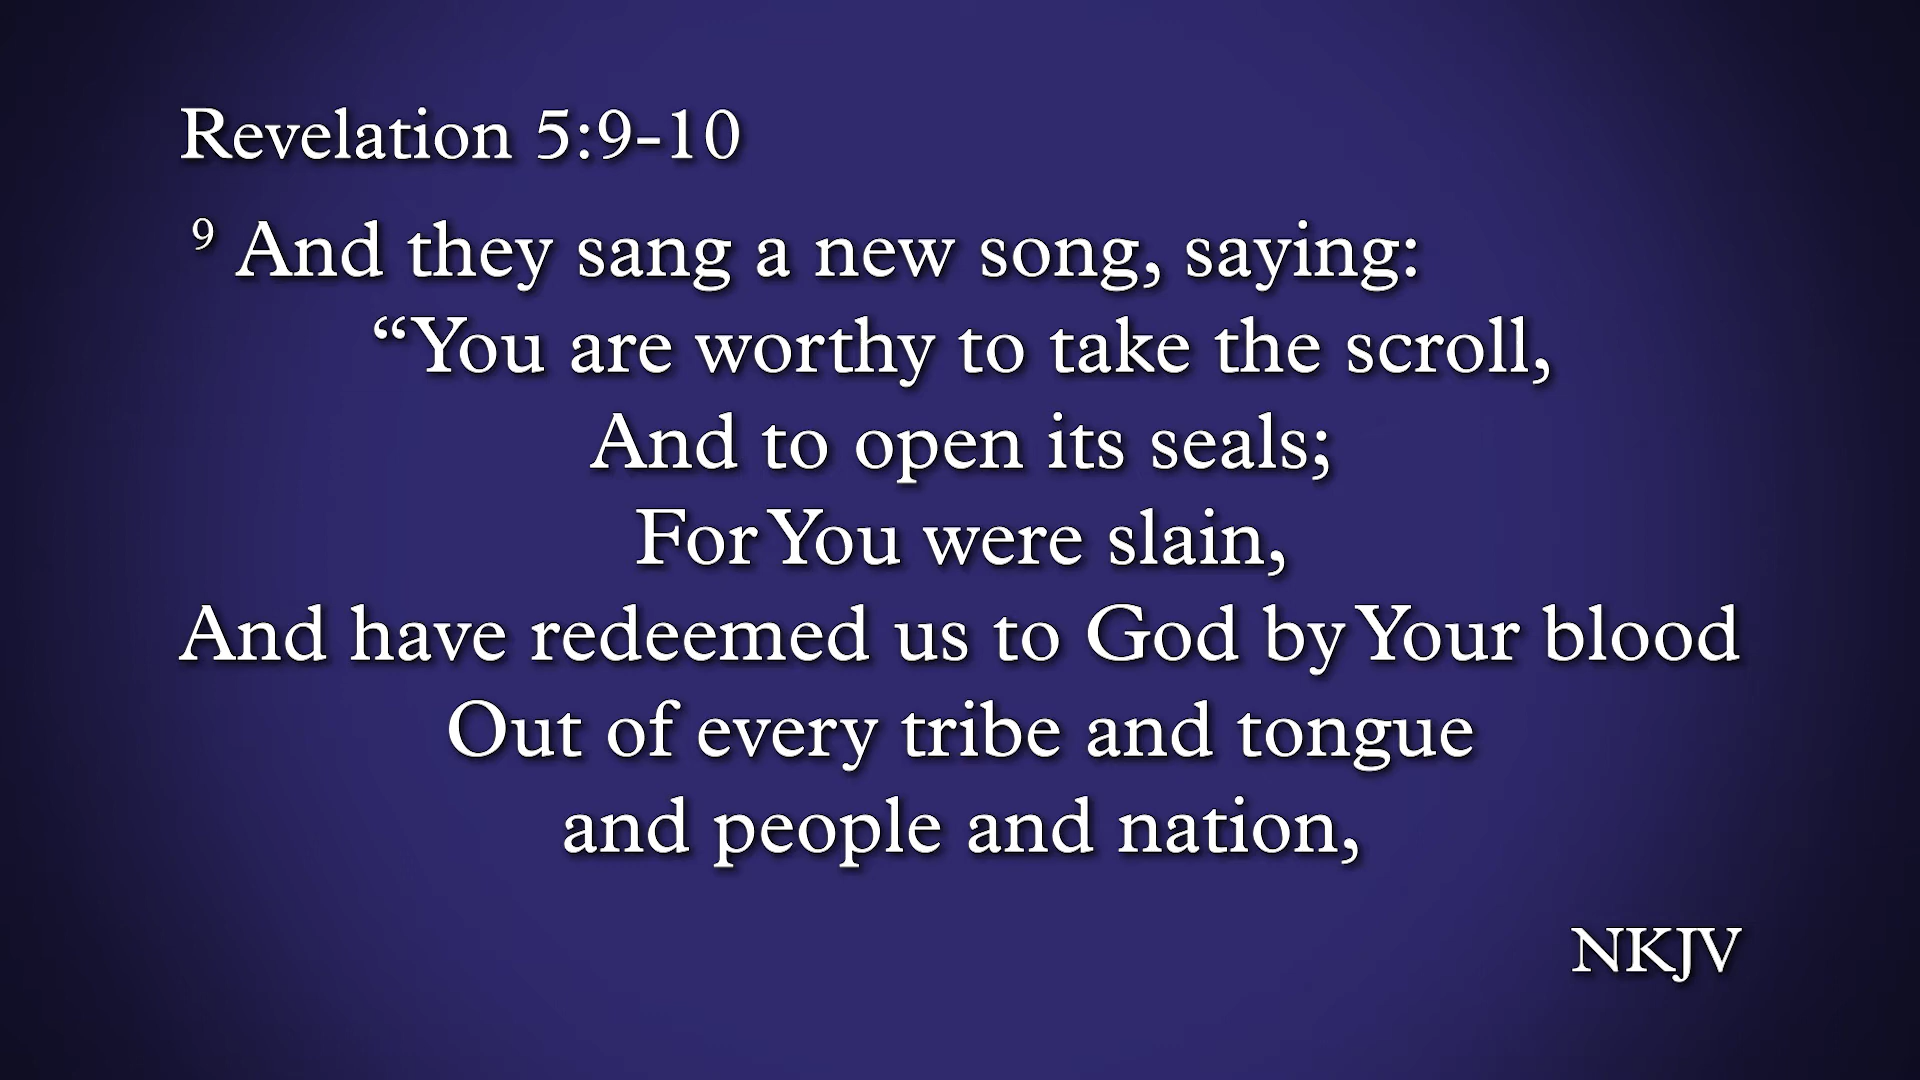 Revelation 5:9-10
9 And they sang a new song, saying:
“You are worthy to take the scroll,
And to open its seals;
For You were slain,
And have redeemed us to God by Your blood
Out of every tribe and tongue
and people and nation,
NKJV